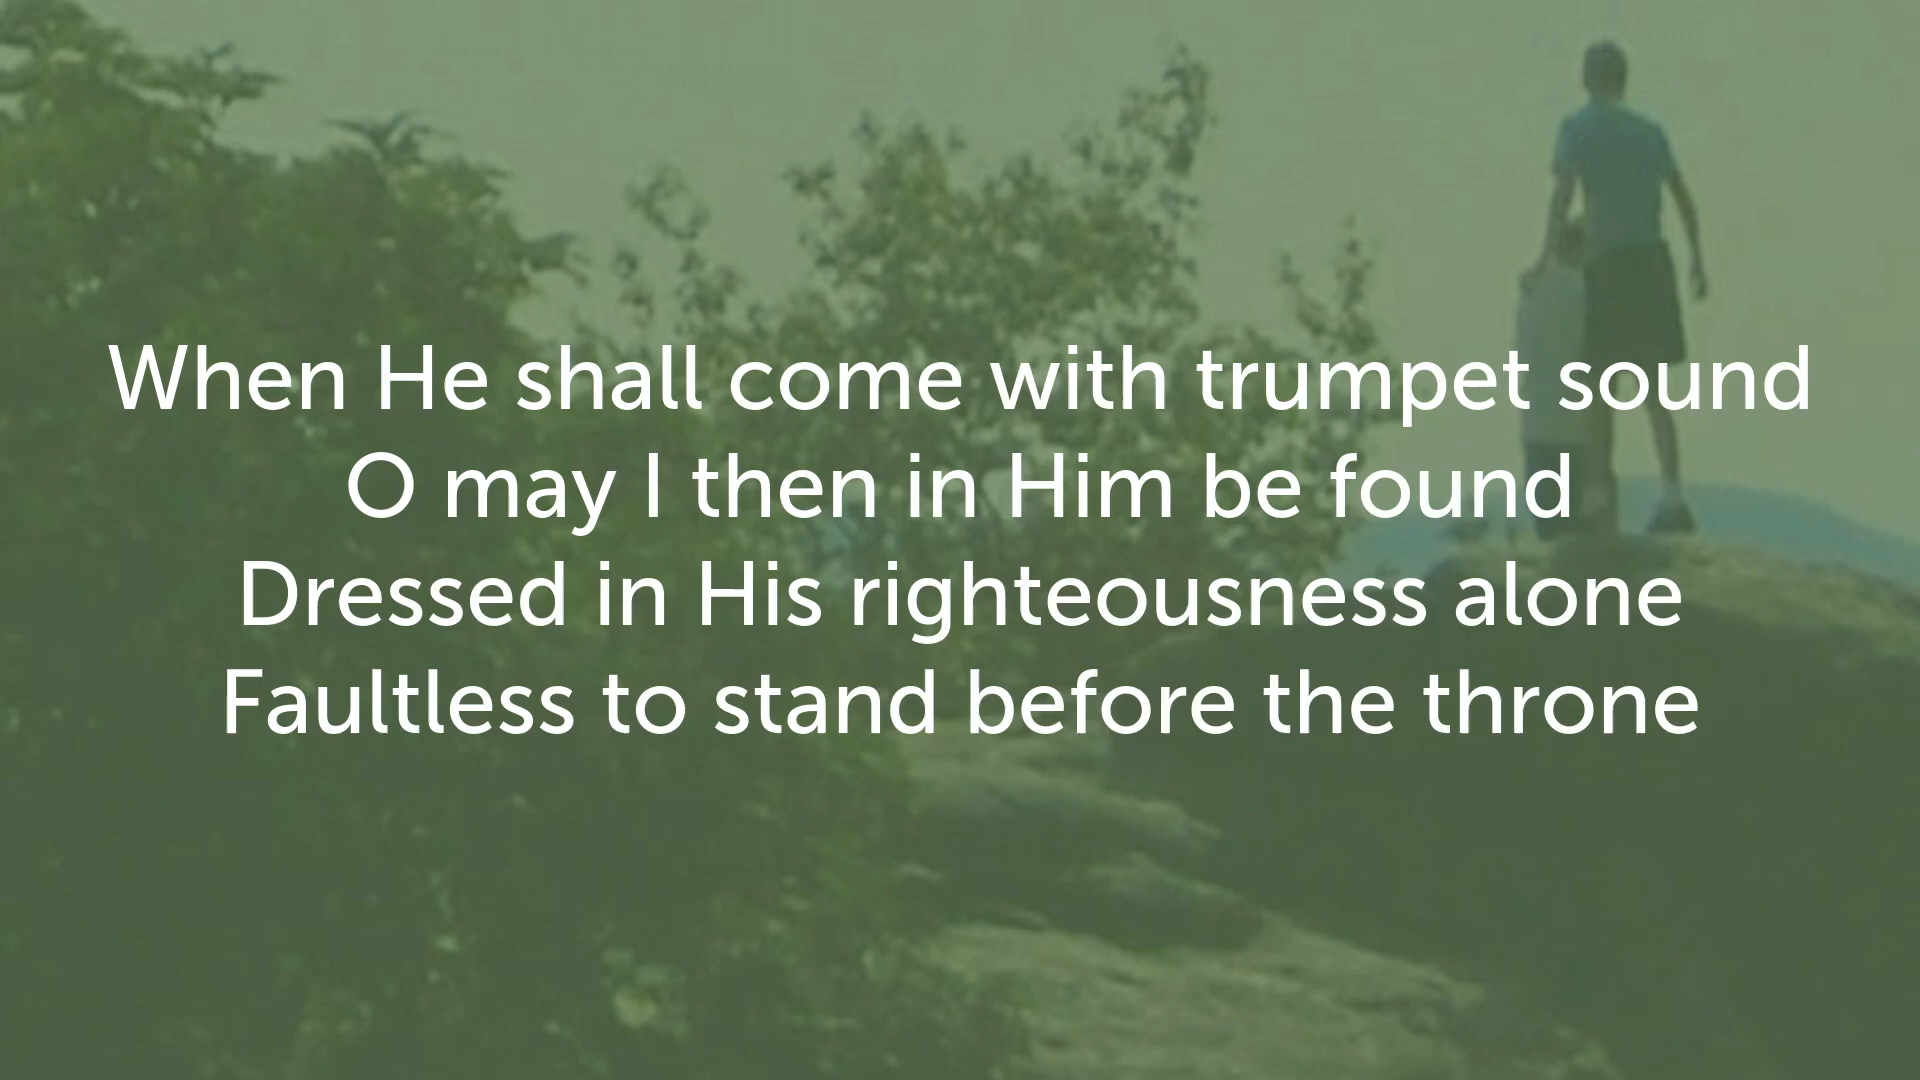 When He shall come with trumpet sound
O may I then in Him be found
Dressed in His righteousness alone
Faultless to stand before the throne